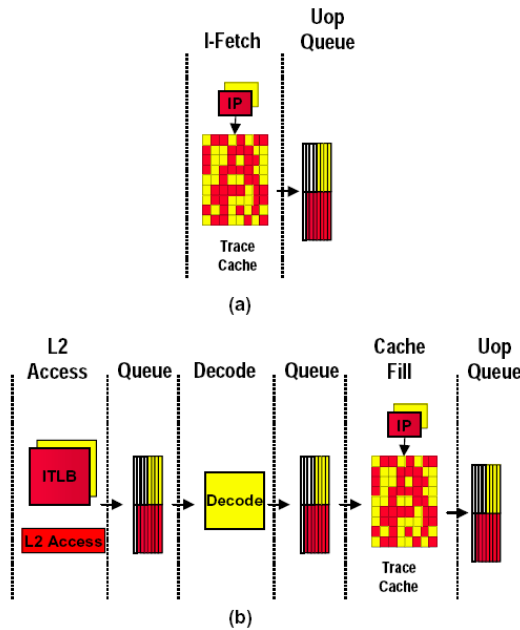 I-Fetch
Uop
Queue
IP
Trace
Cache
(a)
L2
Access
Queue
Decode
Queue
Cache
Fill
Uop
Queue
IP
ITLB
Decode
L2 Access
Trace
Cache
(b)